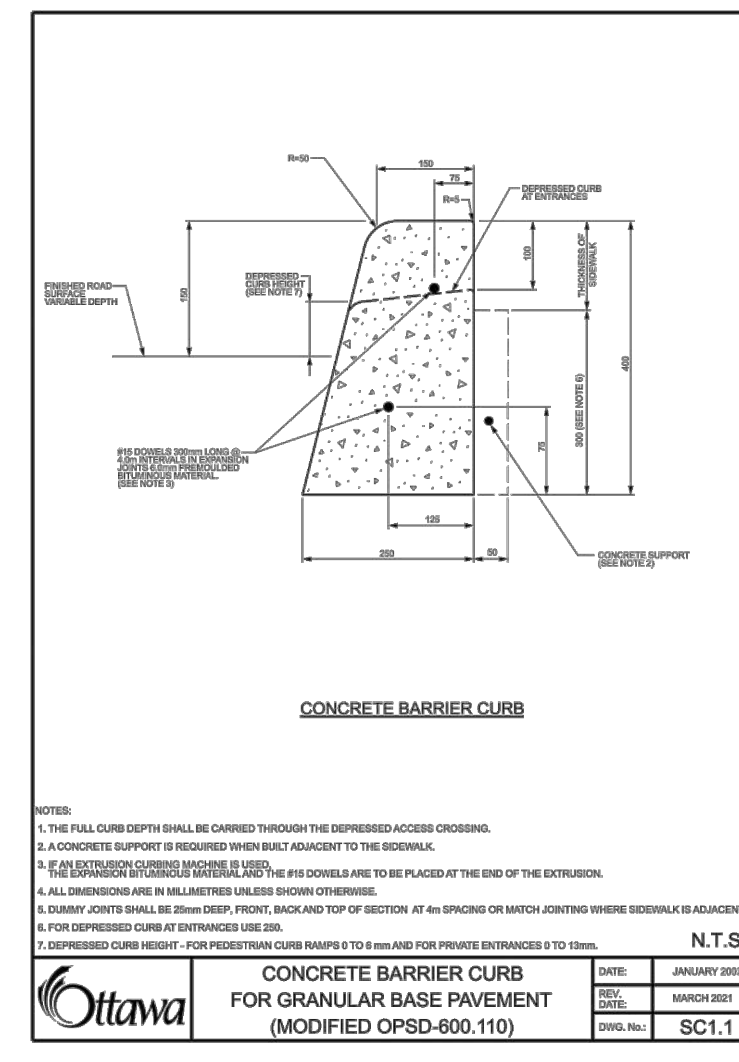 R=50
150
75
R=5
DEPRESSED CURB
AT ENTRANCES
FINISHED ROAD
SURFACE
VARIABLE DEPTH
150
DEPRESSED
CURB HEIGHT
(SEE NOTE 7)
100
THICKNESS OF
SIDEWALK
400
300 (SEE NOTE 6)
75
#15 DOWELS 300mm LONG @
4.0m INTERVALS IN EXPANSION
JOINTS 6.0mm PREMOULDED
BITUMINOUS MATERIAL.
(SEE NOTE 3)
125
250
50
CONCRETE SUPPORT
(SEE NOTE 2)
CONCRETE BARRIER CURB
NOTES:
1. THE FULL CURB DEPTH SHALL BE CARRIED THROUGH THE DEPRESSED ACCESS CROSSING.
2. A CONCRETE SUPPORT IS REQUIRED WHEN BUILT ADJACENT TO THE SIDEWALK.
3. IF AN EXTRUSION CURBING MACHINE IS USED,
THE EXPANSION BITUMINOUS MATERIAL AND THE #15 DOWELS ARE TO BE PLACED AT THE END OF THE EXTRUSION.
4. ALL DIMENSIONS ARE IN MILLIMETRES UNLESS SHOWN OTHERWISE.
5. DUMMY JOINTS SHALL BE 25mm DEEP, FRONT, BACK AND TOP OF SECTION AT 4m SPACING OR MATCH JOINTING WHERE SIDEWALK IS ADJACENT
6. FOR DEPRESSED CURB AT ENTRANCES USE 250.
7. DEPRESSED CURB HEIGHT - FOR PEDESTRIAN CURB RAMPS 0 TO 6 mm AND FOR PRIVATE ENTRANCES 0 TO 13mm.
N.T.S
Ottawa
CONCRETE BARRIER CURB
FOR GRANULAR BASE PAVEMENT
(MODIFIED OPSD-600.110)
DATE:
JANUARY 2003
REV.
DATE:
MARCH 2021
DWG. No.:
SC1.1